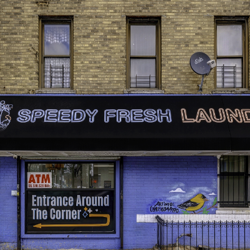 SPEEDY FRESH LAUND
ATM
Entrance Around
The Corner